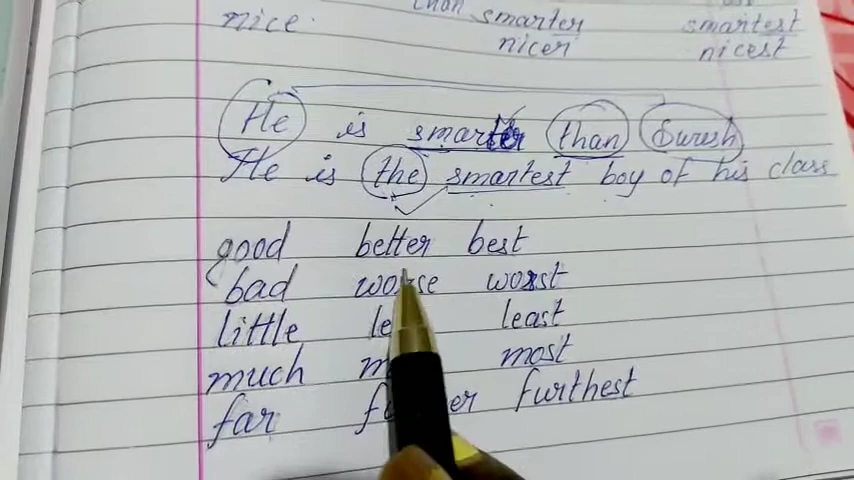 than smarter smartest
nice. nicer nicest
He is smarter than Suresh
He is the smartest boy of his class
good better best
bad worse worst
little least
much most
far furthest